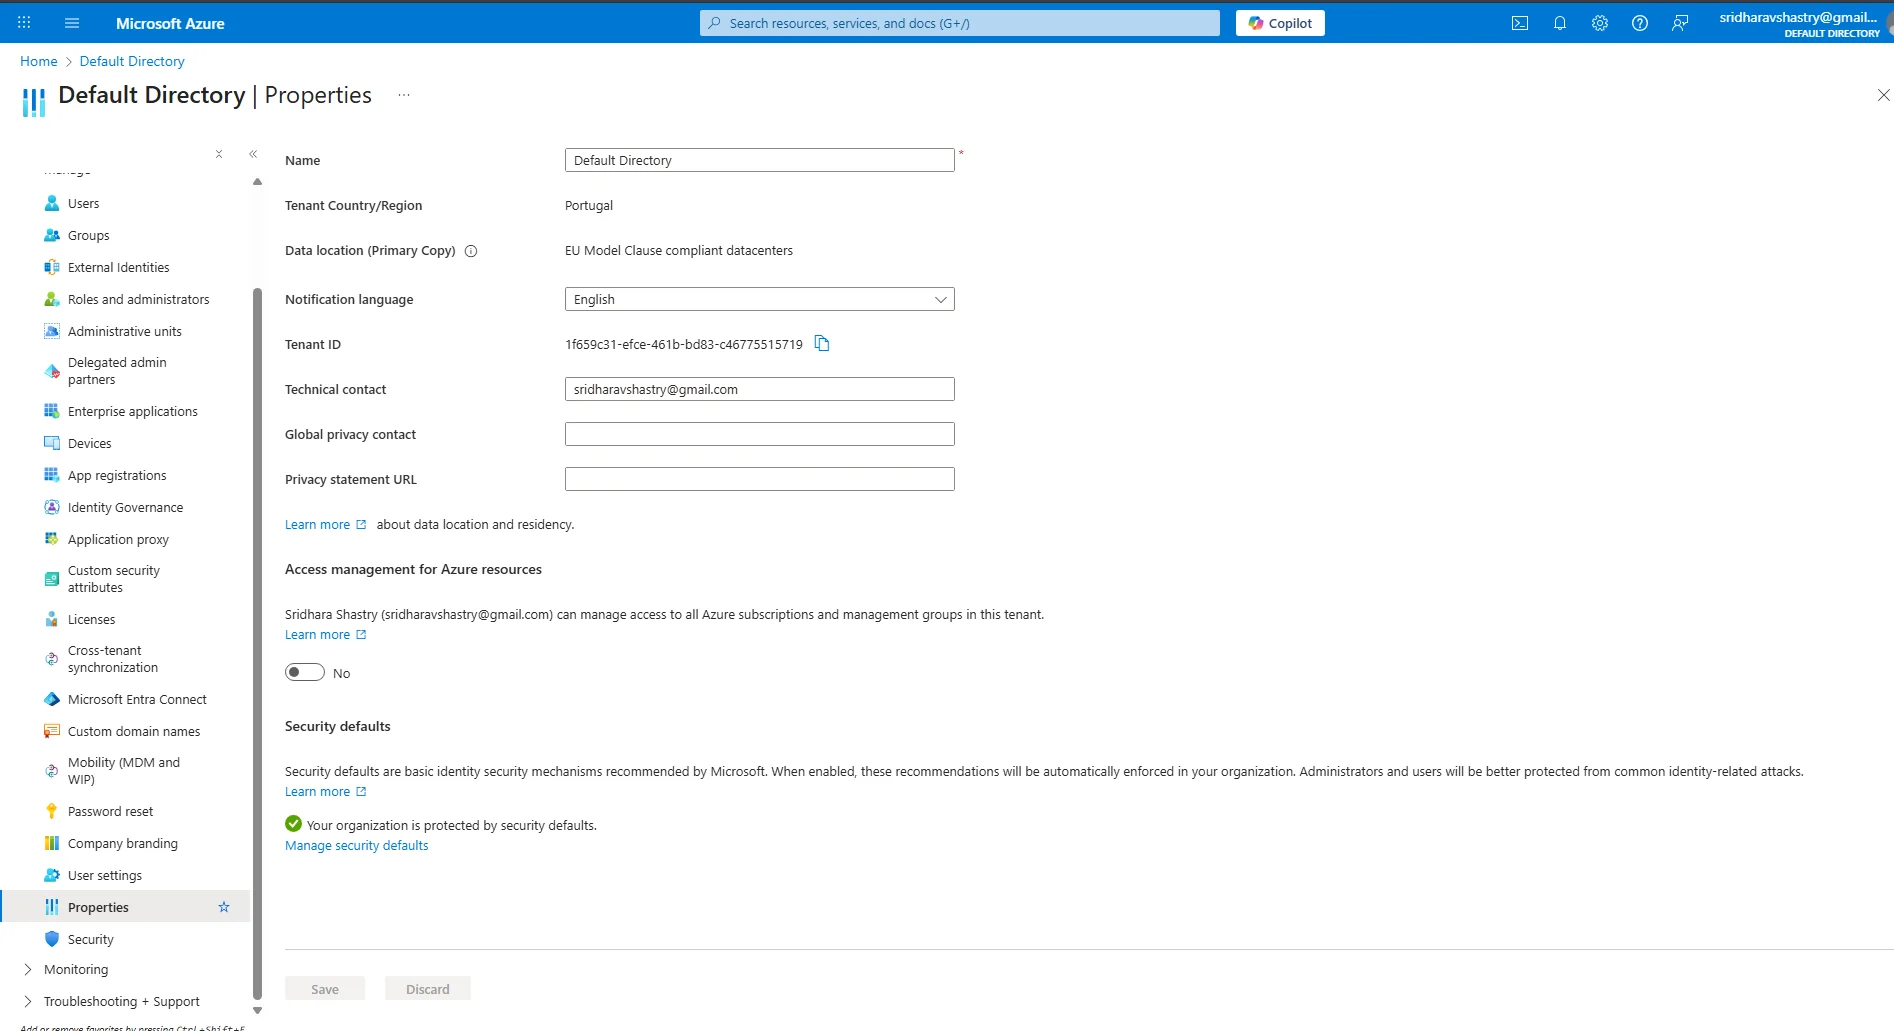 Microsoft Azure
Search resources, services, and docs (G+/)
Copilot
sridharavshastry@gmail...
DEFAULT DIRECTORY
Home > Default Directory
Default Directory | Properties ...
Users
Groups
External Identities
Roles and administrators
Administrative units
Delegated admin
partners
Enterprise applications
Devices
App registrations
Identity Governance
Application proxy
Custom security
attributes
Licenses
Cross-tenant
synchronization
Microsoft Entra Connect
Custom domain names
Mobility (MDM and
WIP)
Password reset
Company branding
User settings
Properties
Security
Monitoring
Troubleshooting + Support
Add or remove favorites by pressing Ctrl+Shift+F
Name
Default Directory *
Tenant Country/Region
Portugal
Data location (Primary Copy)
EU Model Clause compliant datacenters
Notification language
English
Tenant ID
1f659c31-efce-461b-bd83-c46775515719
Technical contact
sridharavshastry@gmail.com
Global privacy contact
Privacy statement URL
Learn more about data location and residency.
Access management for Azure resources
Sridhara Shastry (sridharavshastry@gmail.com) can manage access to all Azure subscriptions and management groups in this tenant.
Learn more
No
Security defaults
Security defaults are basic identity security mechanisms recommended by Microsoft. When enabled, these recommendations will be automatically enforced in your organization. Administrators and users will be better protected from common identity-related attacks.
Learn more
Your organization is protected by security defaults.
Manage security defaults
Save
Discard